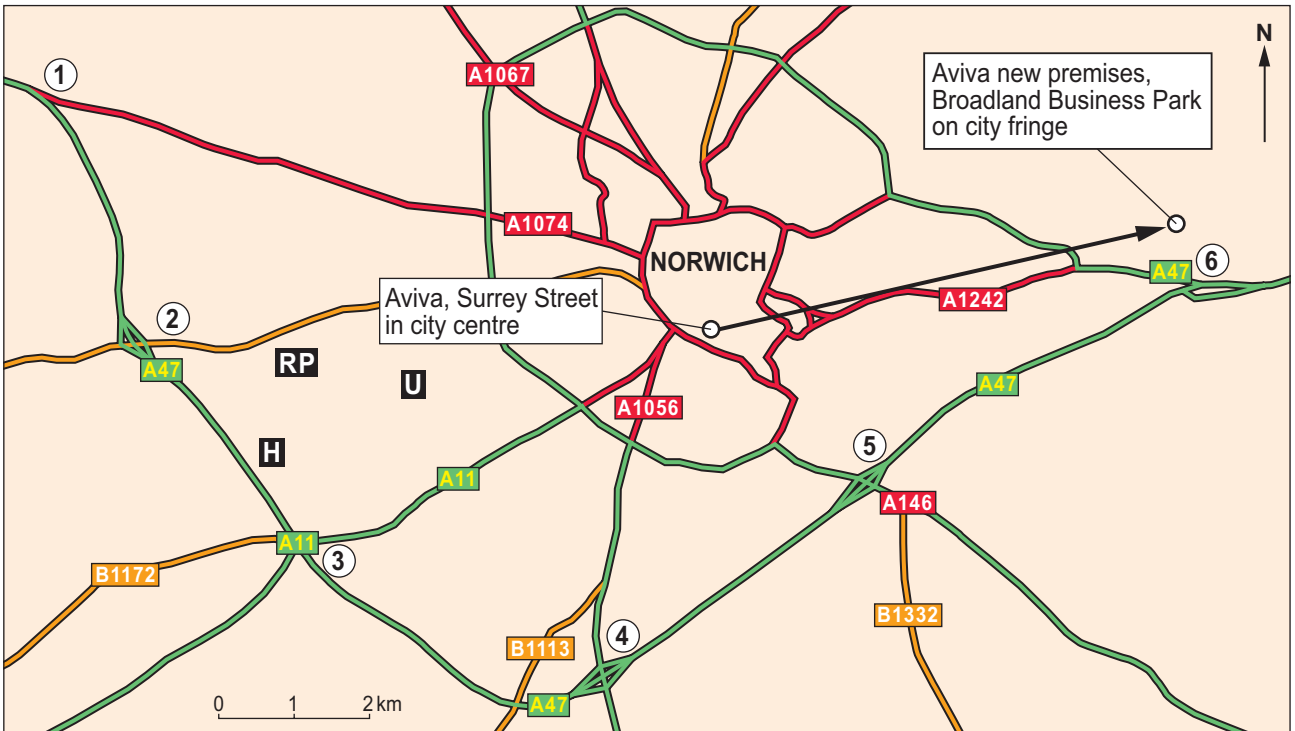 1
A1067
N
Aviva new premises,
Broadland Business Park
on city fringe
A1074
NORWICH
A47
6
Aviva, Surrey Street
in city centre
A1242
2
A47
RP
U
A47
A1056
H
A11
5
A146
A11
3
B1172
B1332
4
B1113
A47
0 1 2 km